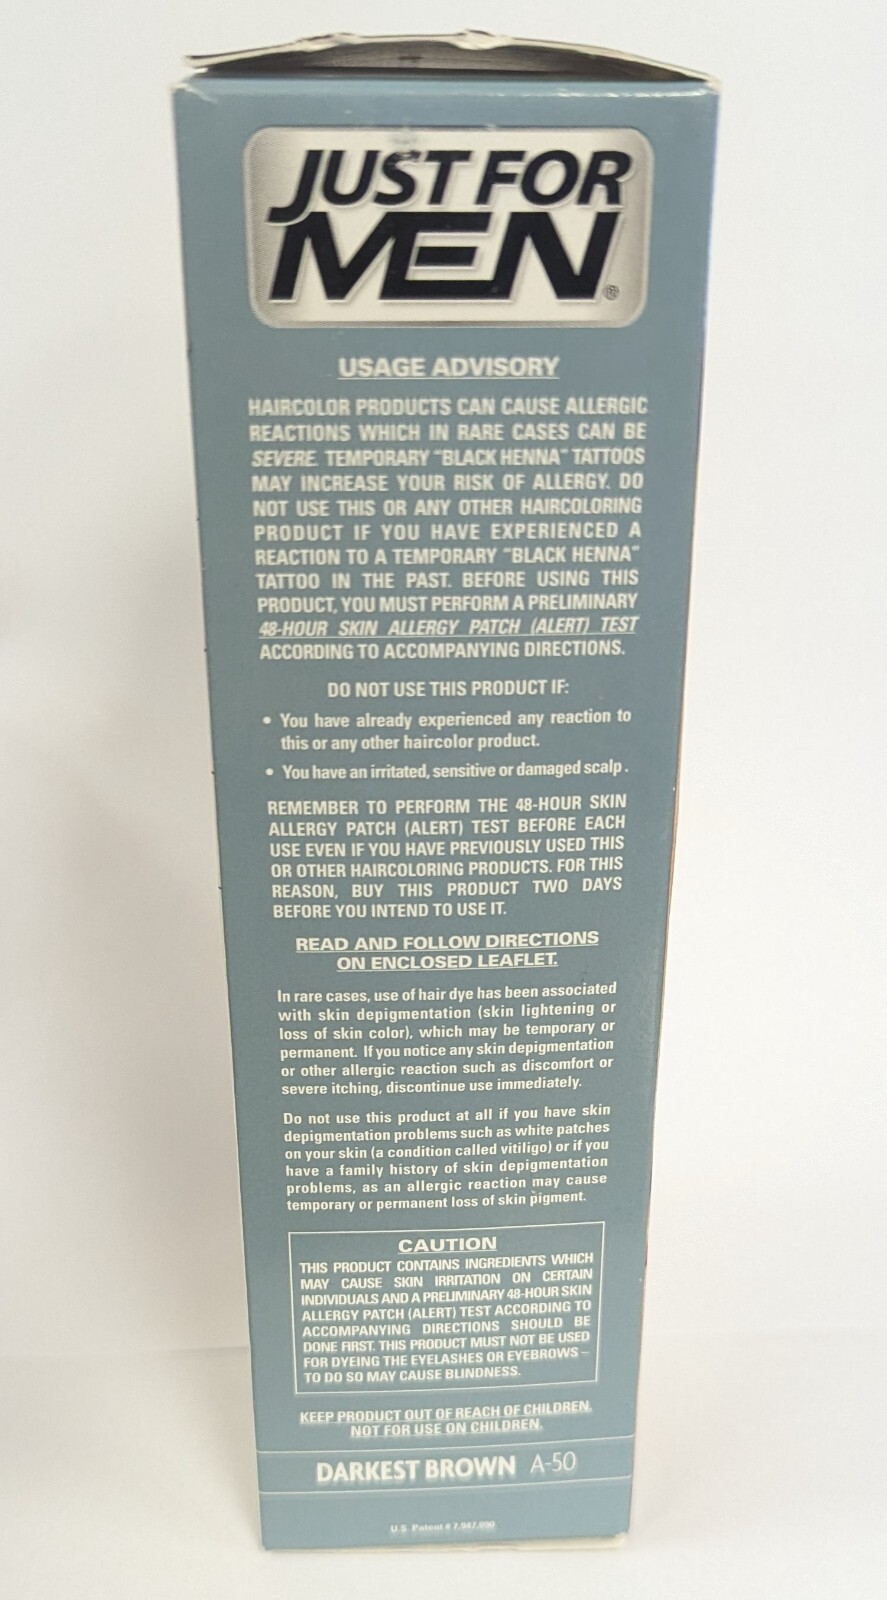 JUST FOR
MEN®
USAGE ADVISORY
HAIRCOLOR PRODUCTS CAN CAUSE ALLERGIC
REACTIONS WHICH IN RARE CASES CAN BE
SEVERE. TEMPORARY "BLACK HENNA" TATTOOS
MAY INCREASE YOUR RISK OF ALLERGY. DO
NOT USE THIS OR ANY OTHER HAIRCOLORING
PRODUCT IF YOU HAVE EXPERIENCED A
REACTION TO A TEMPORARY "BLACK HENNA"
TATTOO IN THE PAST. BEFORE USING THIS
PRODUCT, YOU MUST PERFORM A PRELIMINARY
48-HOUR SKIN ALLERGY PATCH (ALERT) TEST
ACCORDING TO ACCOMPANYING DIRECTIONS.
DO NOT USE THIS PRODUCT IF:
• You have already experienced any reaction to
this or any other haircolor product.
• You have an irritated, sensitive or damaged scalp.
REMEMBER TO PERFORM THE 48-HOUR SKIN
ALLERGY PATCH (ALERT) TEST BEFORE EACH
USE EVEN IF YOU HAVE PREVIOUSLY USED THIS
OR OTHER HAIRCOLORING PRODUCTS. FOR THIS
REASON, BUY THIS PRODUCT TWO DAYS
BEFORE YOU INTEND TO USE IT.
READ AND FOLLOW DIRECTIONS
ON ENCLOSED LEAFLET.
In rare cases, use of hair dye has been associated
with skin depigmentation (skin lightening or
loss of skin color), which may be temporary or
permanent. If you notice any skin depigmentation
or other allergic reaction such as discomfort or
severe itching, discontinue use immediately.
Do not use this product at all if you have skin
depigmentation problems such as white patches
on your skin (a condition called vitiligo) or if you
have a family history of skin depigmentation
problems, as an allergic reaction may cause
temporary or permanent loss of skin pigment.
CAUTION
THIS PRODUCT CONTAINS INGREDIENTS WHICH
MAY CAUSE SKIN IRRITATION ON CERTAIN
INDIVIDUALS AND A PRELIMINARY 48-HOUR SKIN
ALLERGY PATCH (ALERT) TEST ACCORDING TO
ACCOMPANYING DIRECTIONS SHOULD BE
DONE FIRST. THIS PRODUCT MUST NOT BE USED
FOR DYEING THE EYELASHES OR EYEBROWS –
TO DO SO MAY CAUSE BLINDNESS.
KEEP PRODUCT OUT OF REACH OF CHILDREN.
NOT FOR USE ON CHILDREN.
DARKEST BROWN A-50
U.S. Patent # 7,947,090